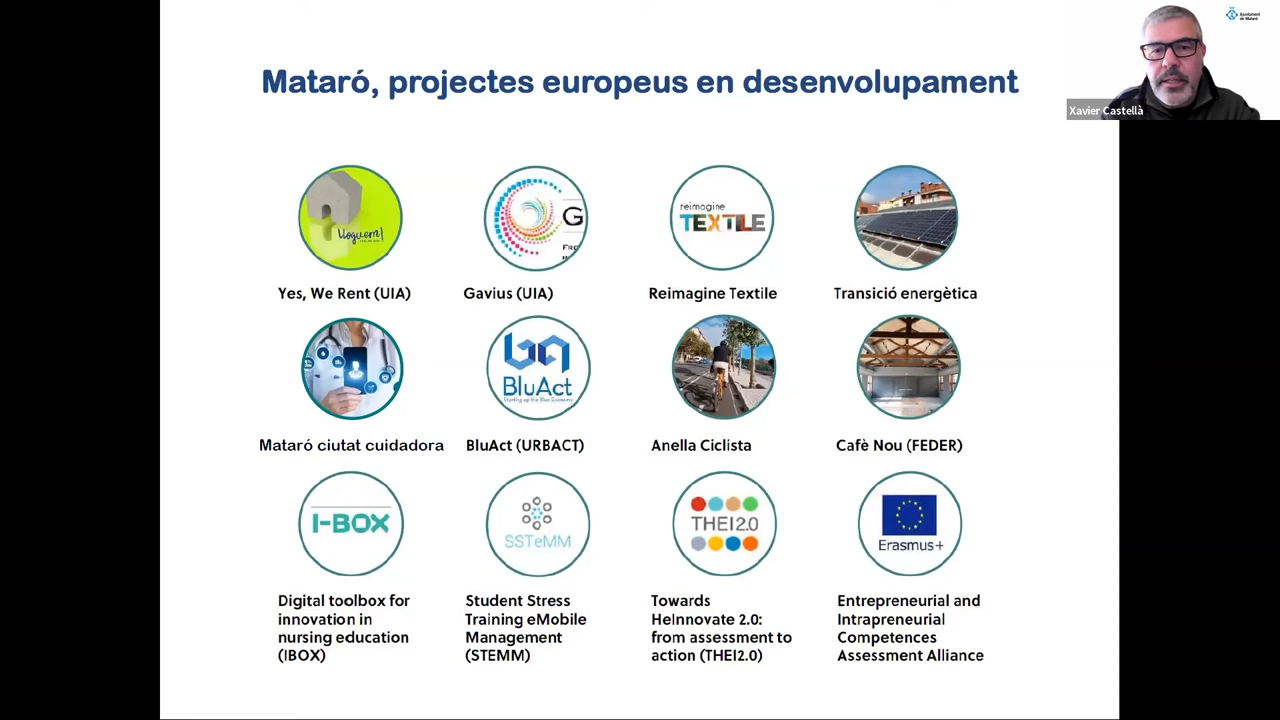 Ajuntament
de Mataró
Mataró, projectes europeus en desenvolupament
Xavier Castellà
lloguem!
G
reimagine
TEXTILE
Yes, We Rent (UIA)
Gavius (UIA)
Reimagine Textile
Transició energètica
BluAct
Starting up the Blue Economy
Mataró ciutat cuidadora
BluAct (URBACT)
Anella Ciclista
Cafè Nou (FEDER)
I-BOX
SSTeMM
THEI2.0
Erasmus+
Digital toolbox for
innovation in
nursing education
(IBOX)
Student Stress
Training eMobile
Management
(STEMM)
Towards
HeInnovate 2.0:
from assessment to
action (THEI2.0)
Entrepreneurial and
Intrapreneurial
Competences
Assessment Alliance